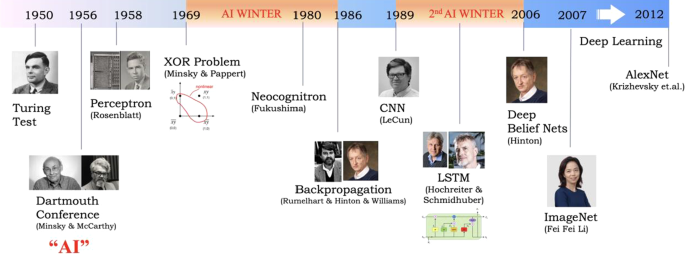 1950
1956
1958
1969
AI WINTER
1980
1986
1989
2nd AI WINTER
2006
2007
2012
Deep Learning
Turing
Test
Dartmouth
Conference
(Minsky & McCarthy)
“AI”
Perceptron
(Rosenblatt)
XOR Problem
(Minsky & Pappert)
Neocognitron
(Fukushima)
Backpropagation
(Rumelhart & Hinton & Williams)
CNN
(LeCun)
LSTM
(Hochreiter &
Schmidhuber)
Deep
Belief Nets
(Hinton)
ImageNet
(Fei Fei Li)
AlexNet
(Krizhevsky et.al.)